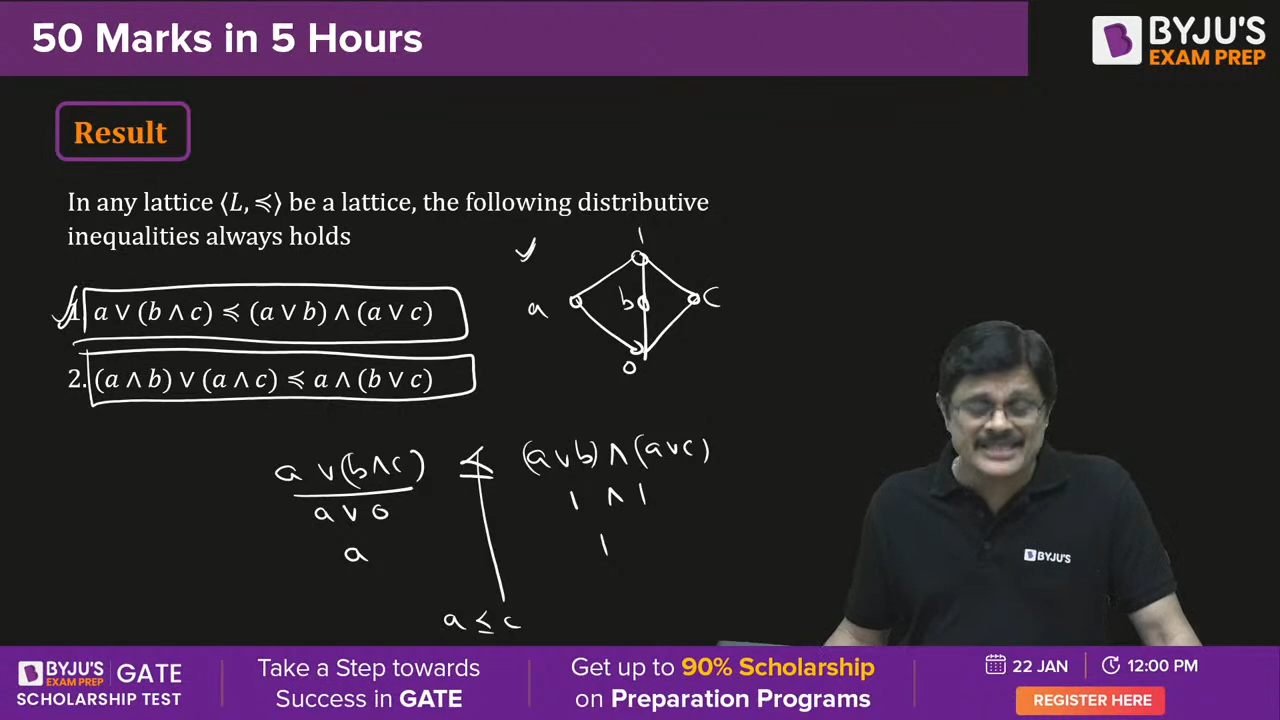 50 Marks in 5 Hours
BYJU'S
EXAM PREP
Result
In any lattice ⟨L, ≼⟩ be a lattice, the following distributive
inequalities always holds
1. a ∨ (b ∧ c) ≼ (a ∨ b) ∧ (a ∨ c)
2. (a ∧ b) ∨ (a ∧ c) ≼ a ∧ (b ∨ c)
1
a
b
c
0
a ∨ (b ∧ c) ≤ (a ∨ b) ∧ (a ∨ c)
a ∨ 0
1 ∧ 1
a
1
a ≤ c
BYJU'S
BYJU'S EXAM PREP GATE
SCHOLARSHIP TEST
Take a Step towards
Success in GATE
Get up to 90% Scholarship
on Preparation Programs
22 JAN
12:00 PM
REGISTER HERE